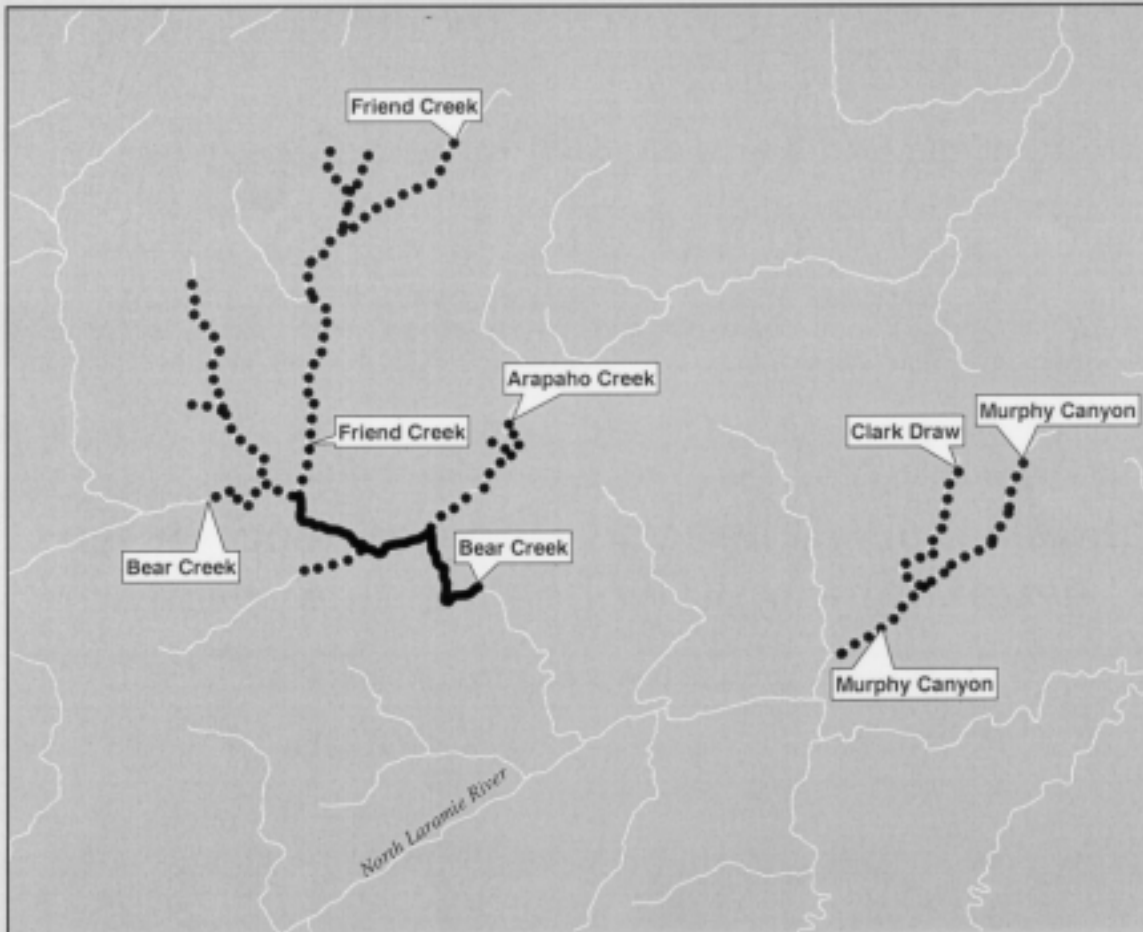 Friend Creek
Arapaho Creek
Murphy Canyon
Clark Draw
Friend Creek
Bear Creek
Bear Creek
Murphy Canyon
North Laramie River